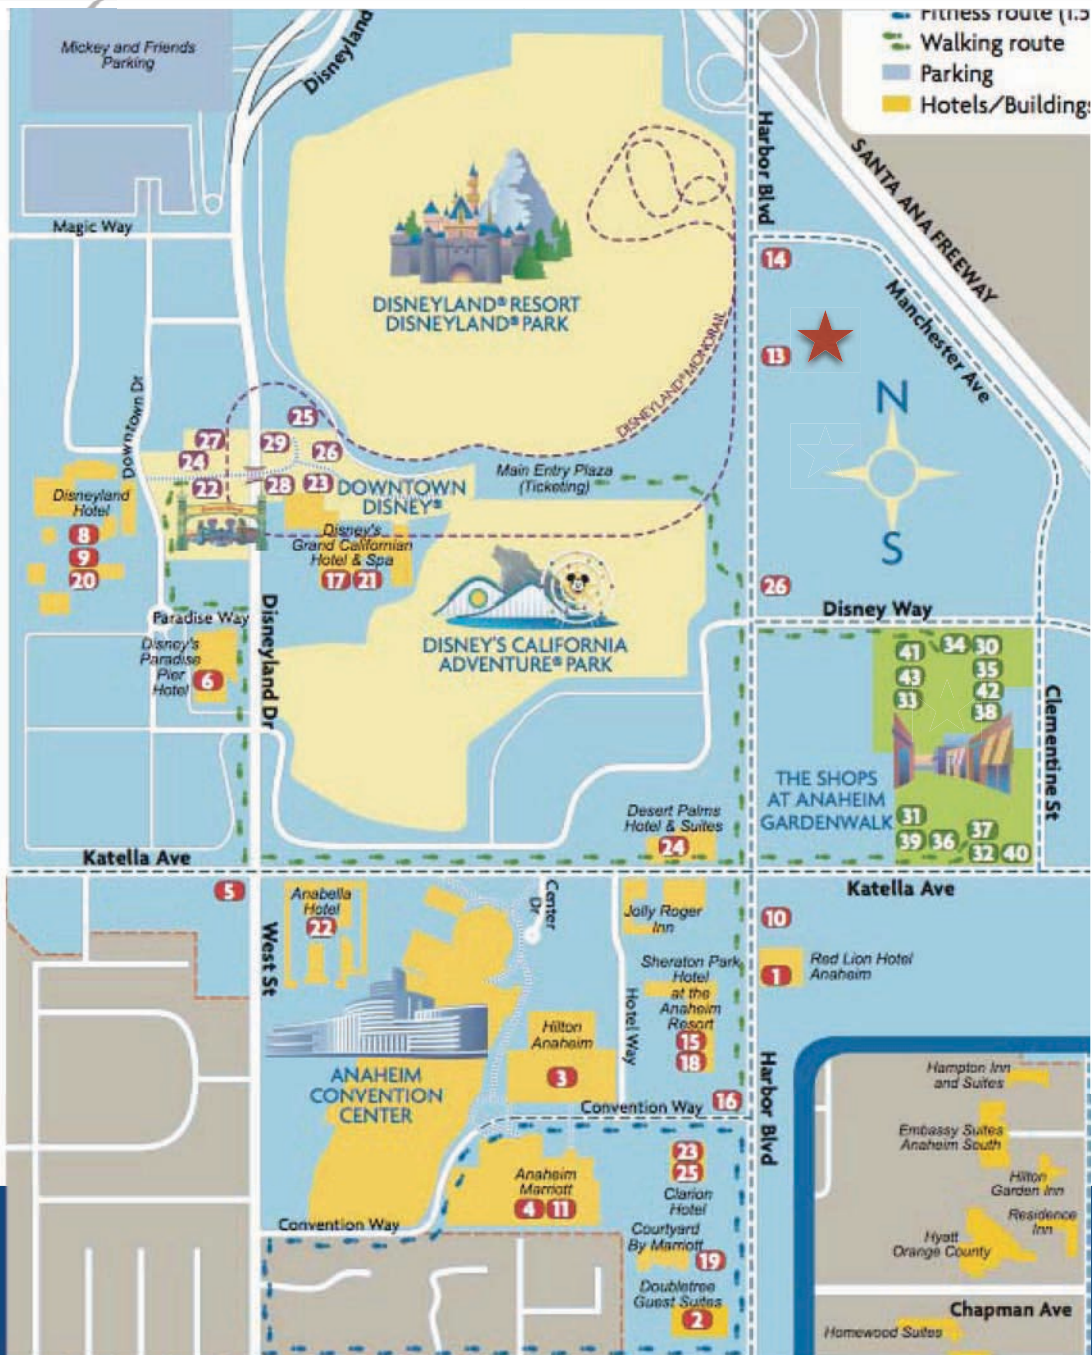 Fitness route (1.5
Walking route
Parking
Hotels/Buildings
Mickey and Friends
Parking
Disneyland
Harbor Blvd
SANTA ANA FREEWAY
Magic Way
14
Manchester Ave
DISNEYLAND® RESORT
DISNEYLAND® PARK
13
DISNEYLAND® MONORAIL
N
S
Downtown Dr
25
27
29
26
24
22
28
23
DOWNTOWN
DISNEY®
Main Entry Plaza
(Ticketing)
Disneyland
Hotel
8
9
20
Disney's
Grand Californian
Hotel & Spa
17
21
26
Disney Way
Paradise Way
Disney's
Paradise
Pier
Hotel
6
Disneyland Dr
DISNEY'S CALIFORNIA
ADVENTURE® PARK
41
34
30
43
35
33
42
38
Clementine St
THE SHOPS
AT ANAHEIM
GARDENWALK
31
39
36
37
32
40
Desert Palms
Hotel & Suites
24
Katella Ave
Katella Ave
5
Anabella
Hotel
22
West St
Center
Dr
Jolly Roger
Inn
10
1
Red Lion Hotel
Anaheim
Sheraton Park
Hotel
at the
Anaheim
Resort
15
18
Hotel Way
Hilton
Anaheim
3
ANAHEIM
CONVENTION
CENTER
Convention Way
16
Harbor Blvd
Hampton Inn
and Suites
Embassy Suites
Anaheim South
Hilton
Garden Inn
Residence
Inn
Hyatt
Orange County
23
25
Clarion
Hotel
Anaheim
Marriott
4
11
Convention Way
Courtyard
By Marriott
19
Doubletree
Guest Suites
2
Chapman Ave
Homewood Suites